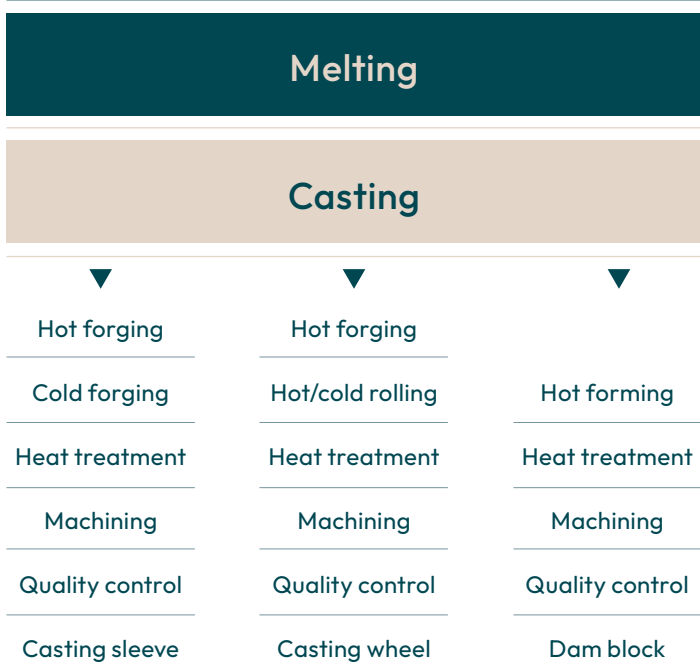 Melting
Casting
Hot forging
Cold forging
Heat treatment
Machining
Quality control
Casting sleeve
Hot forging
Hot/cold rolling
Heat treatment
Machining
Quality control
Casting wheel
Hot forming
Heat treatment
Machining
Quality control
Dam block